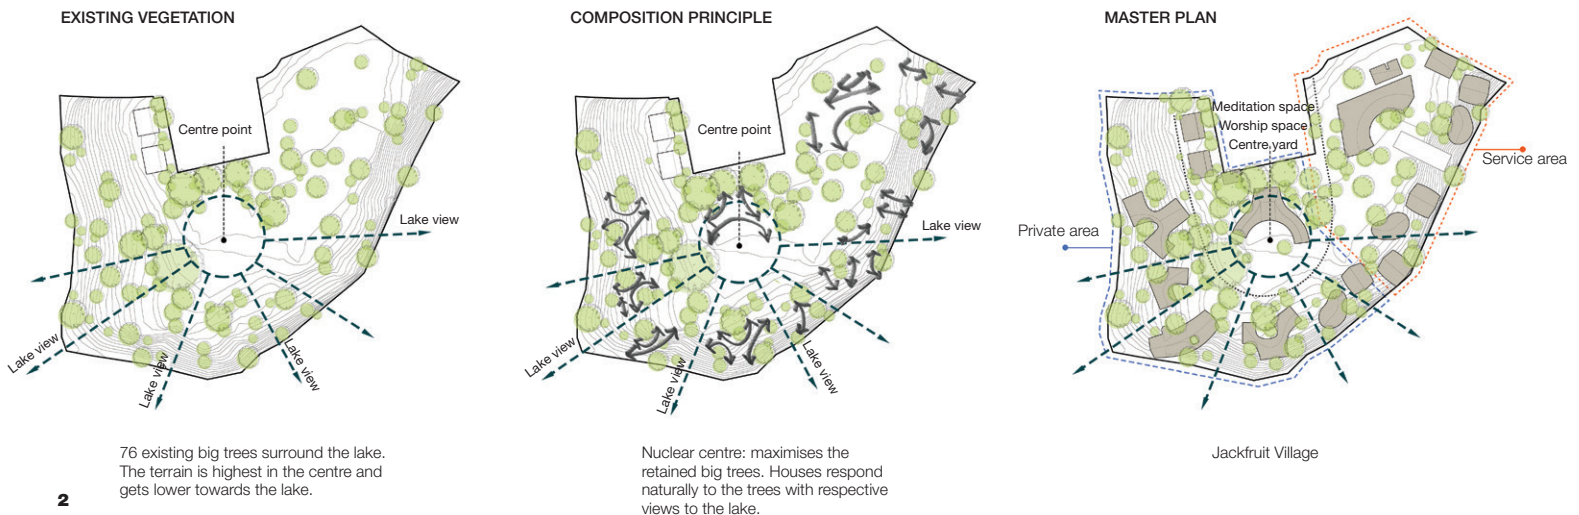 EXISTING VEGETATION
Centre point
Lake view
Lake view
Lake view
Lake view
76 existing big trees surround the lake.
The terrain is highest in the centre and
gets lower towards the lake.
2
COMPOSITION PRINCIPLE
Centre point
Lake view
Lake view
Lake view
Lake view
Nuclear centre: maximises the
retained big trees. Houses respond
naturally to the trees with respective
views to the lake.
MASTER PLAN
Meditation space
Worship space
Centre yard
Service area
Private area
Jackfruit Village